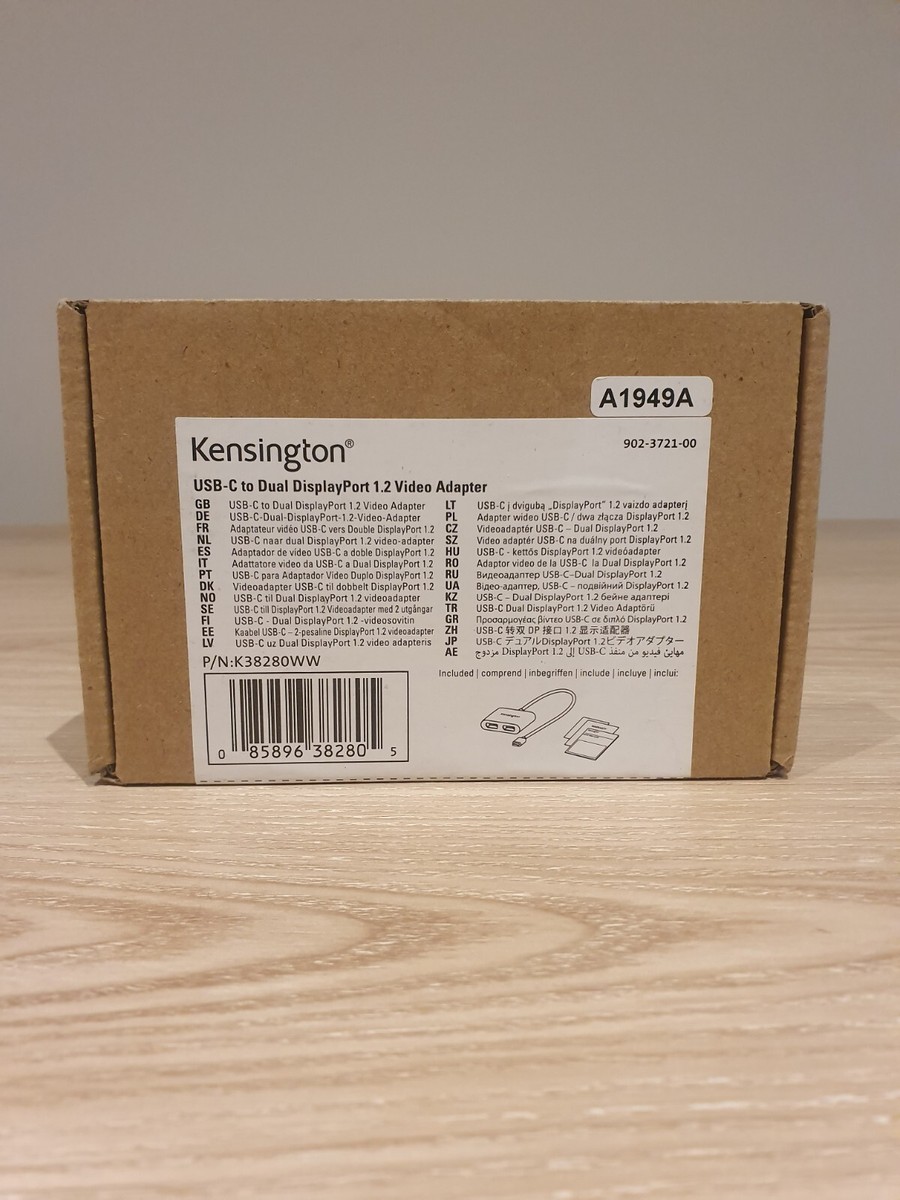 A1949A
Kensington®
902-3721-00
USB-C to Dual DisplayPort 1.2 Video Adapter
GB USB-C to Dual DisplayPort 1.2 Video Adapter
DE USB-C-Dual-DisplayPort-1.2-Video-Adapter
FR Adaptateur vidéo USB-C vers Double DisplayPort 1.2
NL USB-C naar dual DisplayPort 1.2 video-adapter
ES Adaptador de video USB-C a doble DisplayPort 1.2
IT Adattatore video da USB-C a Dual DisplayPort 1.2
PT USB-C para Adaptador Video Duplo DisplayPort 1.2
DK Videoadapter USB-C til dobbelt DisplayPort 1.2
NO USB-C til Dual DisplayPort 1.2 videoadapter
SE USB-C till DisplayPort 1.2 Videoadapter med 2 utgångar
FI USB-C - Dual DisplayPort 1.2 -videosovitin
EE Kaabel USB-C – 2-pesaline DisplayPort 1.2 videoadapter
LV USB-C uz Dual DisplayPort 1.2 video adapteris
LT USB-C į dvigubą „DisplayPort“ 1.2 vaizdo adapterį
PL Adapter wideo USB-C / dwa złącza DisplayPort 1.2
CZ Videoadaptér USB-C – Dual DisplayPort 1.2
SZ Video adaptér USB-C na duálny port DisplayPort 1.2
HU USB-C - kettős DisplayPort 1.2 videóadapter
RO Adaptor video de la USB-C la Dual DisplayPort 1.2
RU Видеоадаптер USB-C–Dual DisplayPort 1.2
UA Відео-адаптер, USB-C – подвійний DisplayPort 1.2
KZ USB-C – Dual DisplayPort 1.2 бейне адаптері
TR USB-C Dual DisplayPort 1.2 Video Adaptörü
GR Προσαρμογέας βίντεο USB-C σε διπλό DisplayPort 1.2
ZH USB-C 转双 DP 接口 1.2 显示适配器
JP USB-C デュアルDisplayPort 1.2ビデオアダプター
AE مهايئ فيديو من منفذ USB-C إلى DisplayPort 1.2 مزدوج
P/N:K38280WW
0 85896 38280 5
Included | comprend | inbegriffen | include | incluye | inclui:
Kensington